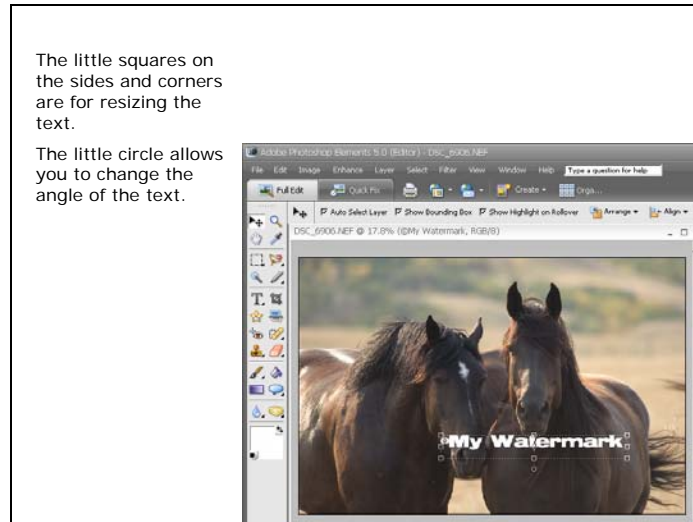 The little squares on
the sides and corners
are for resizing the
text.
The little circle allows
you to change the
angle of the text.
Adobe Photoshop Elements 5.0 (Editor) - DSC_6906.NEF
File Edit Image Enhance Layer Select Filter View Window Help Type a question for help
Full Edit Quick Fix Create Orga...
Auto Select Layer Show Bounding Box Show Highlight on Rollover Arrange Align
DSC_6906.NEF @ 17.8% (©My Watermark, RGB/8)
©My Watermark